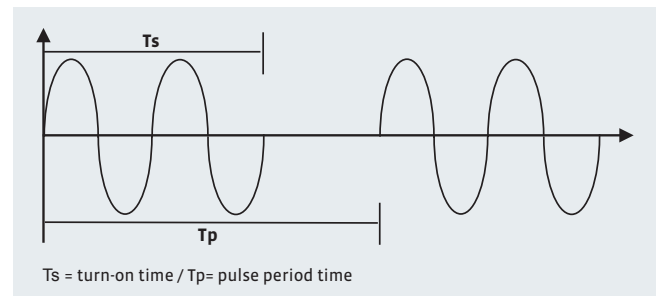 Ts
Tp
Ts = turn-on time / Tp= pulse period time